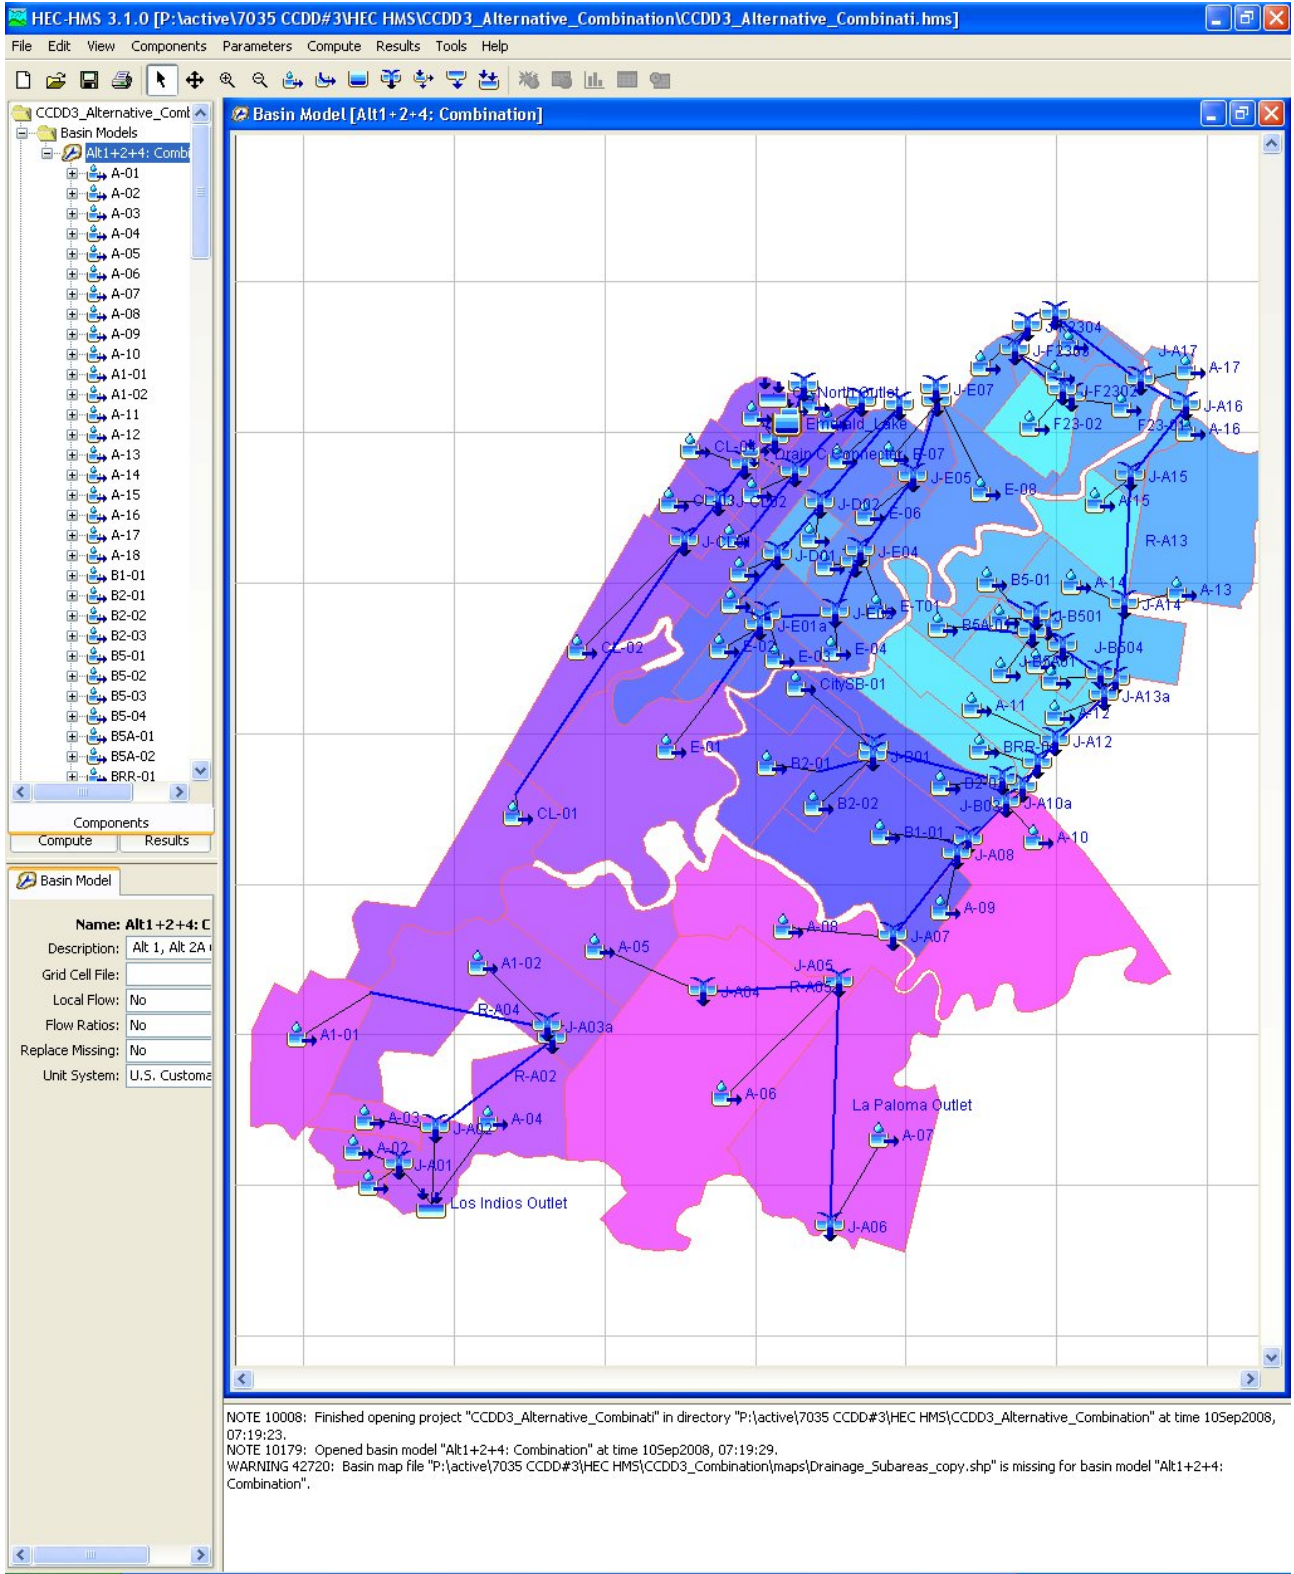 HEC-HMS 3.1.0 [P:\active\7035 CCDD#3\HEC HMS\CCDD3_Alternative_Combination\CCDD3_Alternative_Combinati.hms]
File Edit View Components Parameters Compute Results Tools Help
CCDD3_Alternative_Comb
Basin Models
Alt1+2+4: Combi
A-01
A-02
A-03
A-04
A-05
A-06
A-07
A-08
A-09
A-10
A1-01
A1-02
A-11
A-12
A-13
A-14
A-15
A-16
A-17
A-18
B1-01
B2-01
B2-02
B2-03
B5-01
B5-02
B5-03
B5-04
B5A-01
B5A-02
BRR-01
Components
Compute Results
Basin Model
Name: Alt1+2+4: C
Description: Alt 1, Alt 2A
Grid Cell File:
Local Flow: No
Flow Ratios: No
Replace Missing: No
Unit System: U.S. Customa
Basin Model [Alt1+2+4: Combination]
J-F2304
J-F2303
J-A17
A-17
J-E07
J-F2302
North Outlet
J-A16
Emerald_Lake
F23-02
F23-01
A-16
Drain C Connector
E-07
J-E05
J-A15
E-08
A-15
J-D02
E-06
J-CL01
R-A13
J-D01
J-E04
B5-01
A-14
A-13
E-T01
J-A14
J-E01a
J-E02
J-B501
CL-02
E-02
E-03
E-04
J-B504
CitySB-01
J-A13a
A-11
A-12
E-01
J-B01
J-A12
B2-01
B2-02
J-B03
J-A10a
CL-01
B1-01
A-10
J-A08
A-09
A-08
J-A07
A-05
A1-02
J-A05
J-A04
R-A05
R-A04
J-A03a
A1-01
R-A02
A-06
La Paloma Outlet
A-03
J-A02
A-04
A-07
A-02
J-A01
Los Indios Outlet
J-A06
NOTE 10008: Finished opening project "CCDD3_Alternative_Combinati" in directory "P:\active\7035 CCDD#3\HEC HMS\CCDD3_Alternative_Combination" at time 10Sep2008,
07:19:23.
NOTE 10179: Opened basin model "Alt1+2+4: Combination" at time 10Sep2008, 07:19:29.
WARNING 42720: Basin map file "P:\active\7035 CCDD#3\HEC HMS\CCDD3_Combination\maps\Drainage_Subareas_copy.shp" is missing for basin model "Alt1+2+4:
Combination".